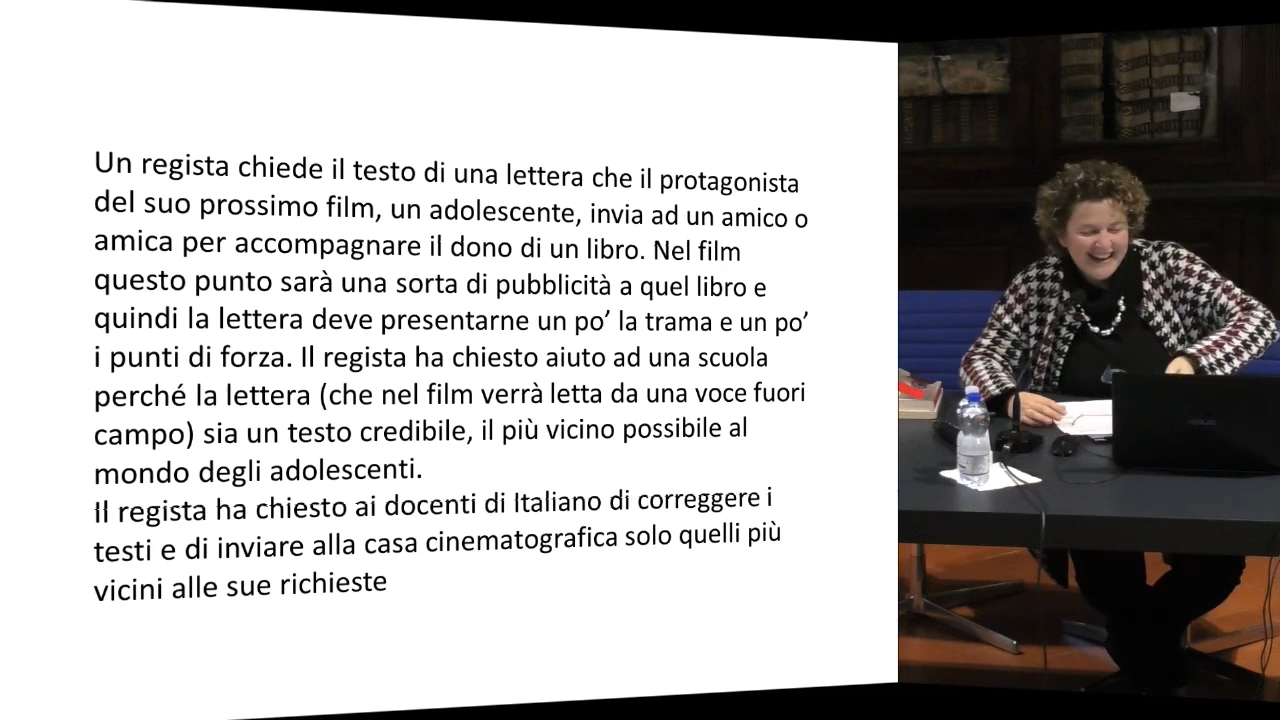 Un regista chiede il testo di una lettera che il protagonista
del suo prossimo film, un adolescente, invia ad un amico o
amica per accompagnare il dono di un libro. Nel film
questo punto sarà una sorta di pubblicità a quel libro e
quindi la lettera deve presentarne un po’ la trama e un po’
i punti di forza. Il regista ha chiesto aiuto ad una scuola
perché la lettera (che nel film verrà letta da una voce fuori
campo) sia un testo credibile, il più vicino possibile al
mondo degli adolescenti.
Il regista ha chiesto ai docenti di Italiano di correggere i
testi e di inviare alla casa cinematografica solo quelli più
vicini alle sue richieste